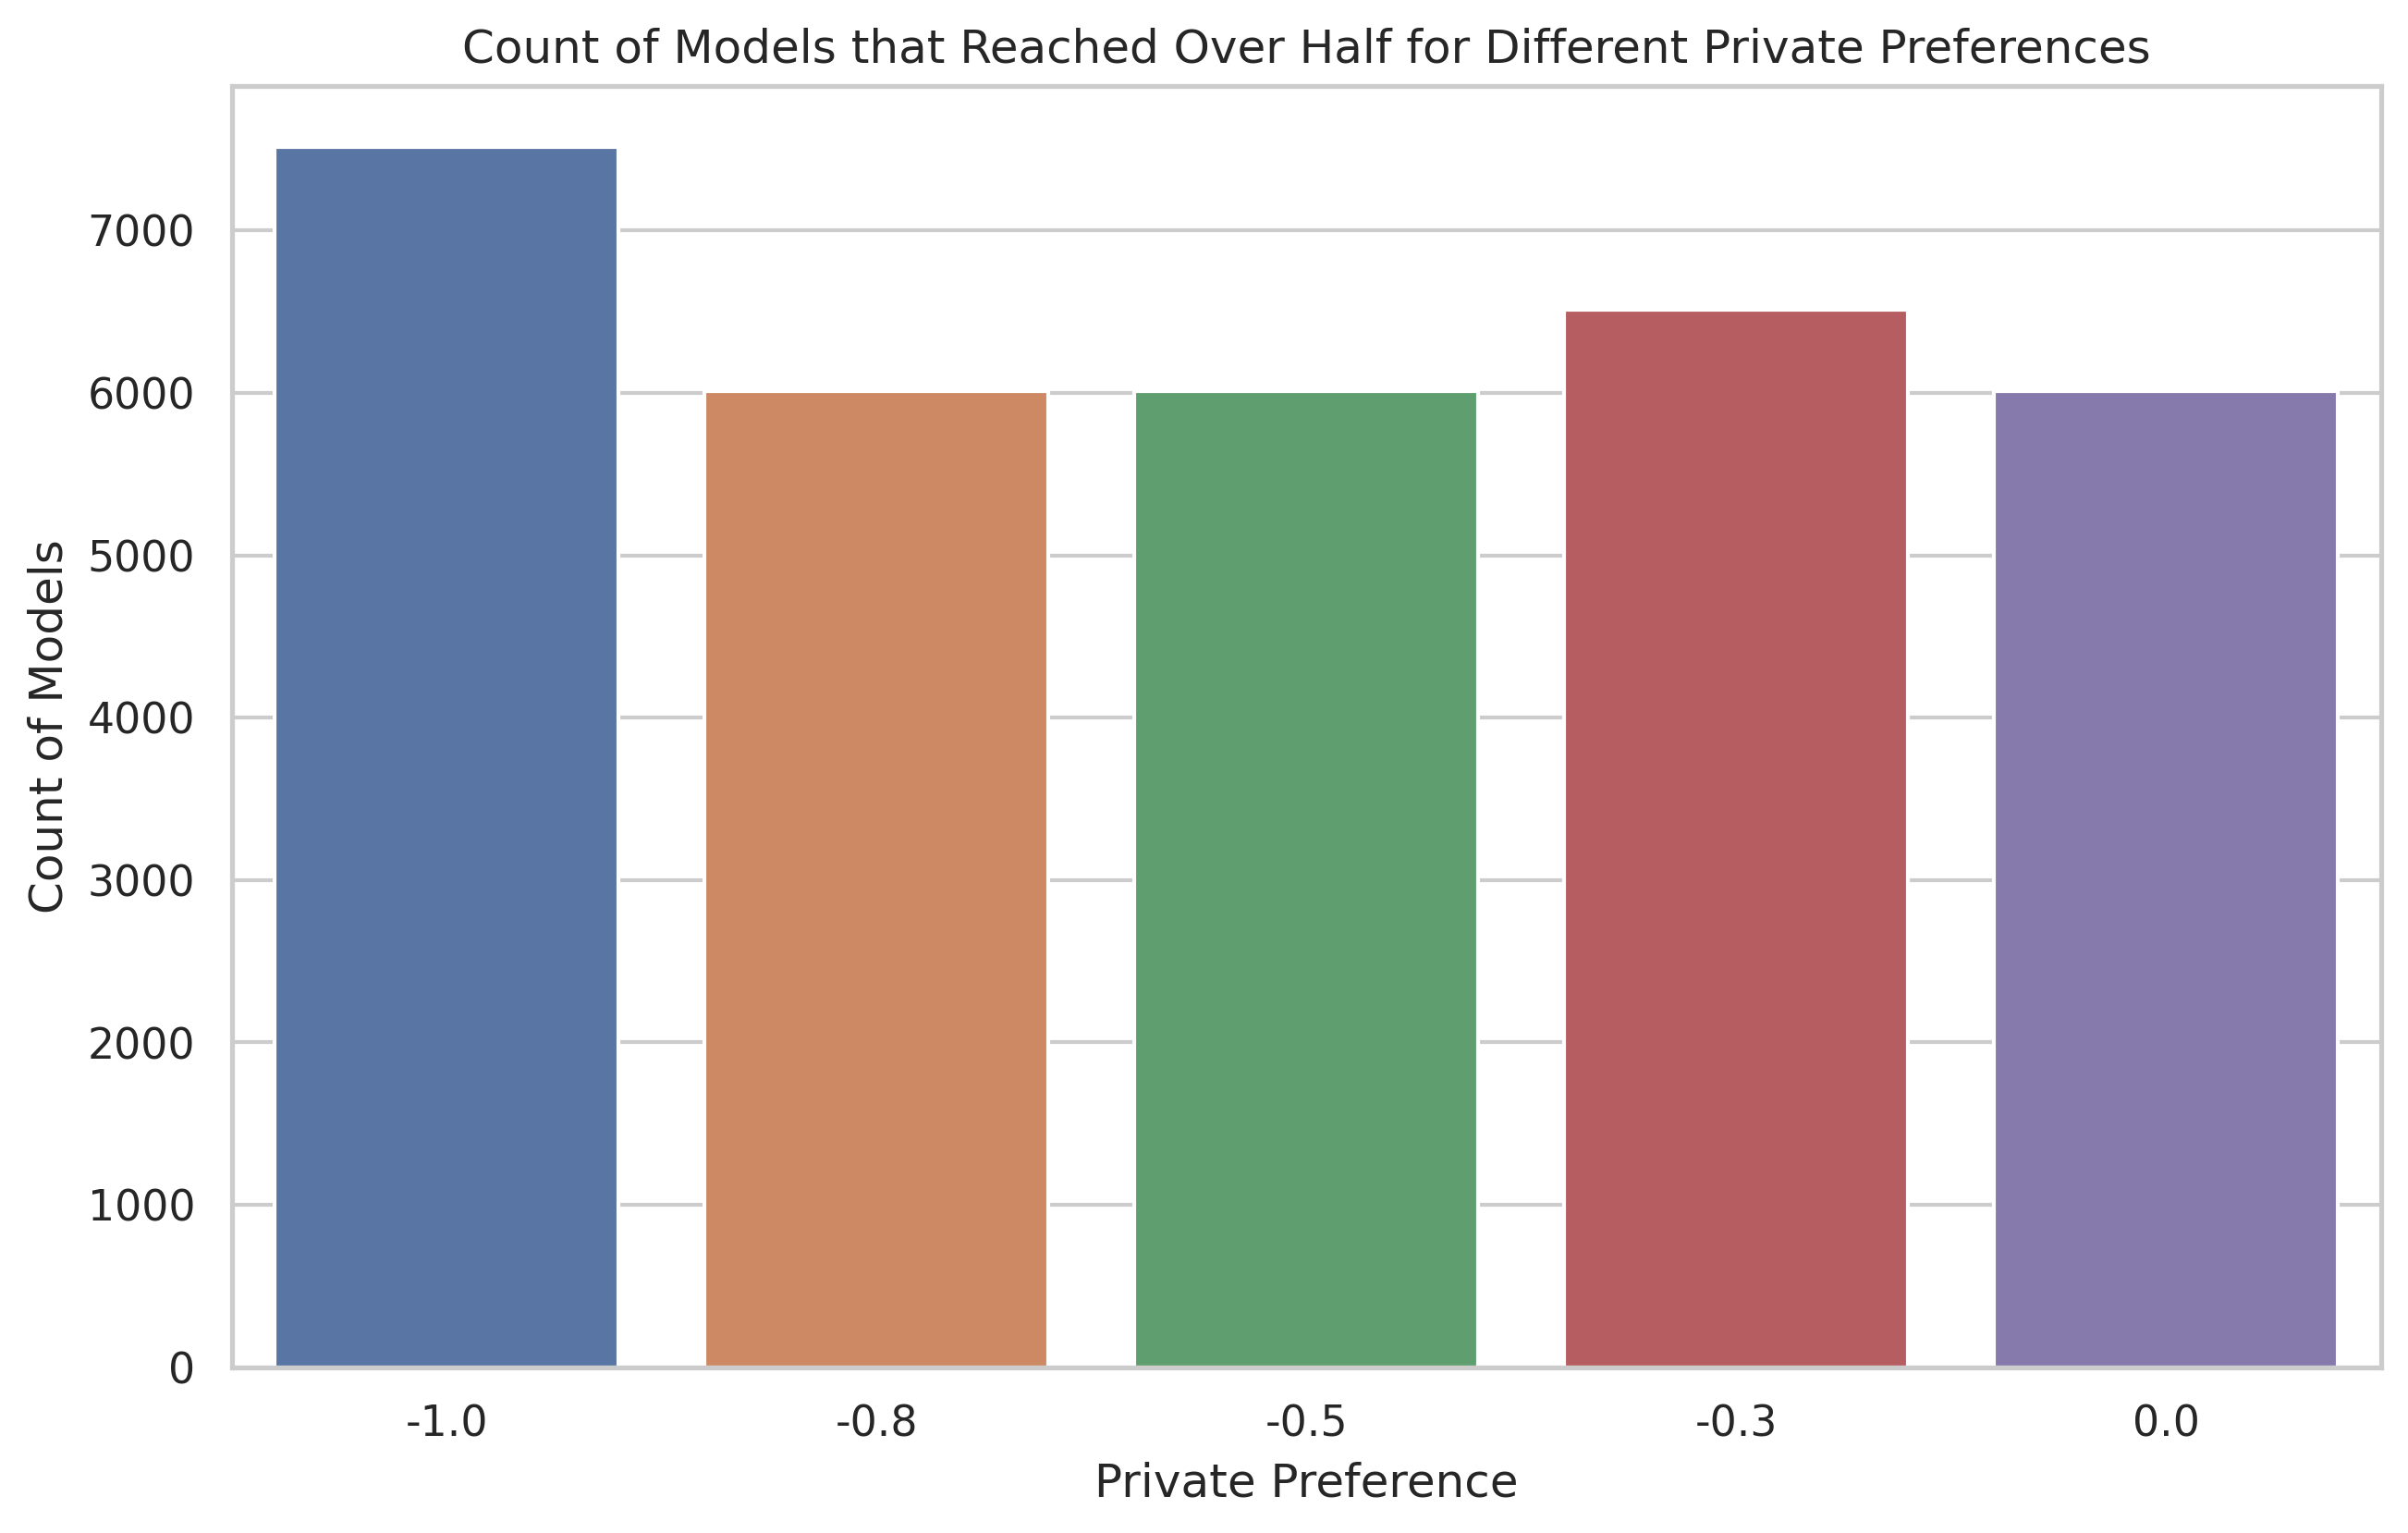 Count of Models that Reached Over Half for Different Private Preferences
Count of Models
7000
6000
5000
4000
3000
2000
1000
0
-1.0 -0.8 -0.5 -0.3 0.0
Private Preference